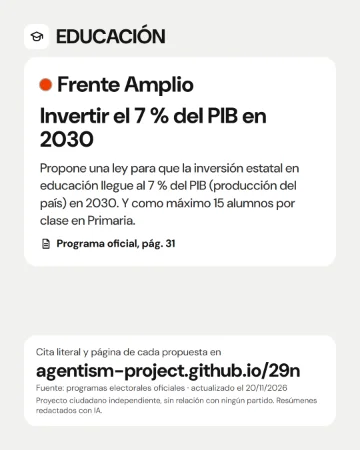 EDUCACIÓN
Frente Amplio
Invertir el 7 % del PIB en
2030
Propone una ley para que la inversión estatal en
educación llegue al 7 % del PIB (producción del
país) en 2030. Y como máximo 15 alumnos por
clase en Primaria.
Programa oficial, pág. 31
Cita literal y página de cada propuesta en
agentism-project.github.io/29n
Fuente: programas electorales oficiales · actualizado el 20/11/2026
Proyecto ciudadano independiente, sin relación con ningún partido. Resúmenes
redactados con IA.